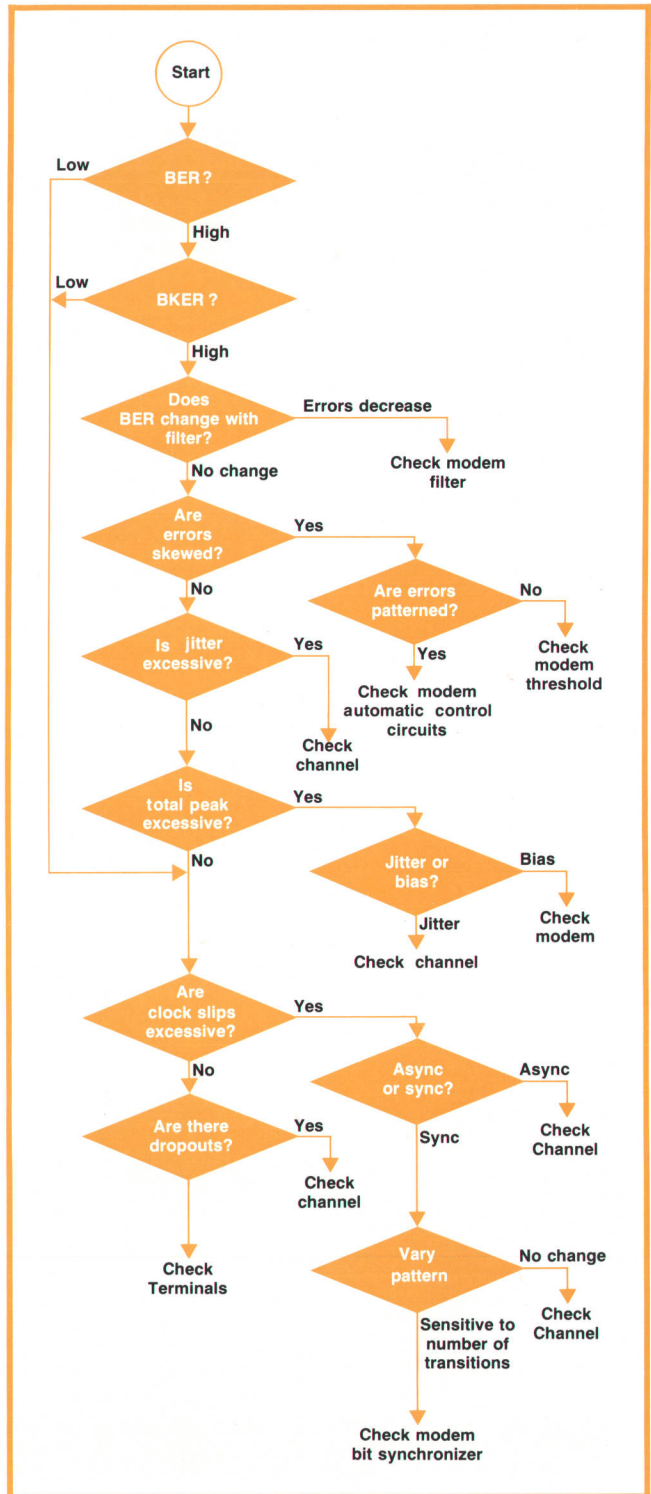 Start
Low
BER?
High
Low
BKER?
High
Does
BER change with
filter?
Errors decrease
Check modem
filter
No change
Are
errors
skewed?
Yes
Are errors
patterned?
No
Check
modem
threshold
Yes
Check modem
automatic control
circuits
No
Is jitter
excessive?
Yes
Check
channel
No
Is
total peak
excessive?
Yes
Jitter or
bias?
Bias
Check
modem
Jitter
Check channel
No
Are
clock slips
excessive?
Yes
Async
or sync?
Async
Check
Channel
Sync
No
Are there
dropouts?
Yes
Check
channel
Check
Terminals
Vary
pattern
No change
Check
Channel
Sensitive to
number of
transitions
Check modem
bit synchronizer